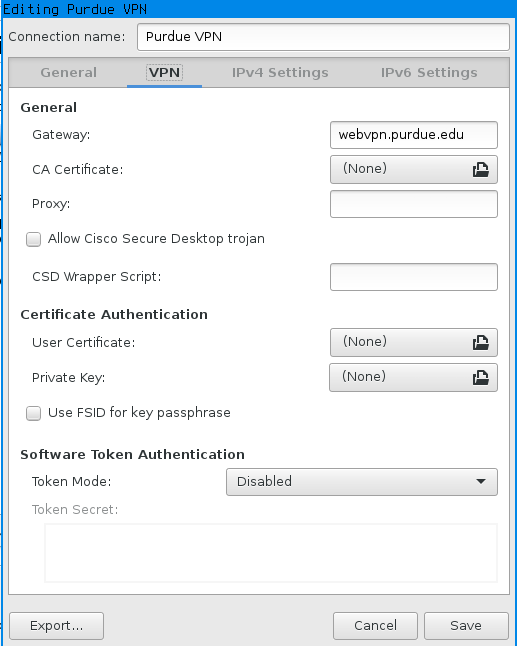 Editing Purdue VPN
Connection name: Purdue VPN
General VPN IPv4 Settings IPv6 Settings
General
Gateway: webvpn.purdue.edu
CA Certificate: (None)
Proxy:
Allow Cisco Secure Desktop trojan
CSD Wrapper Script:
Certificate Authentication
User Certificate: (None)
Private Key: (None)
Use FSID for key passphrase
Software Token Authentication
Token Mode: Disabled
Token Secret:
Export... Cancel Save